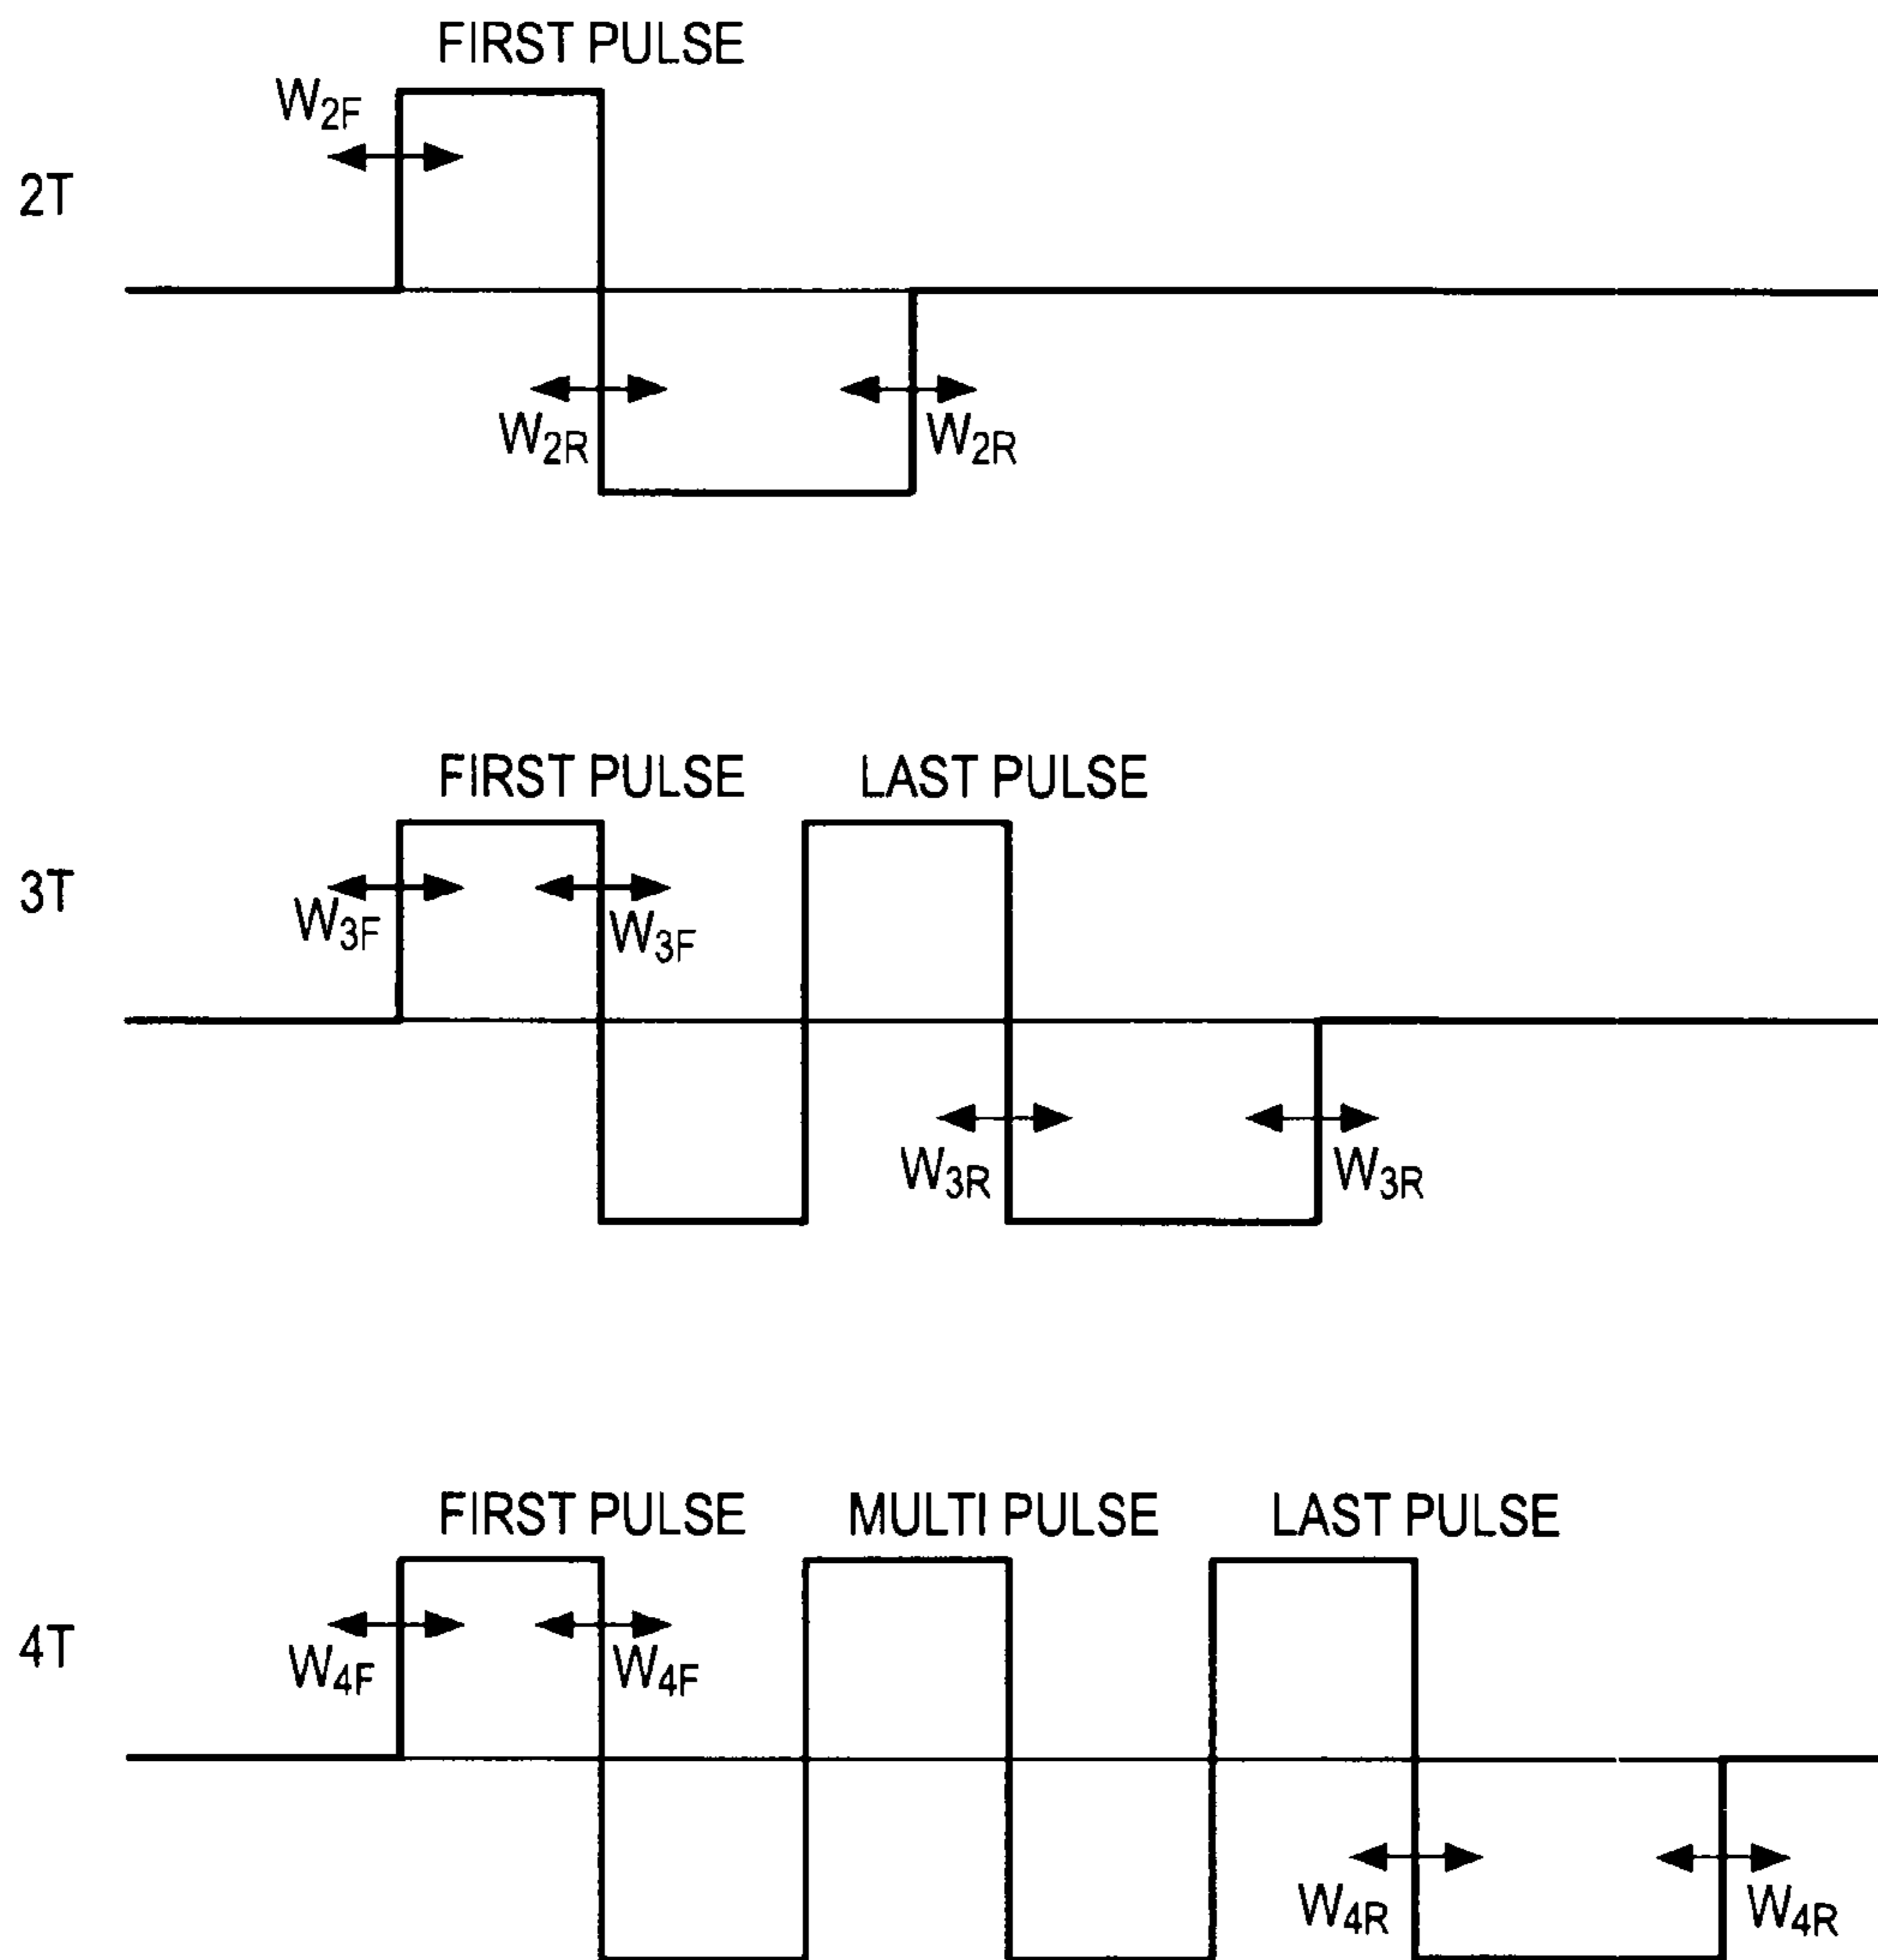 FIRST PULSE
W2F
2T
W2R
W2R
FIRST PULSE
LAST PULSE
3T
W3F
W3F
W3R
W3R
FIRST PULSE
MULTI PULSE
LAST PULSE
4T
W4F
W4F
W4R
W4R